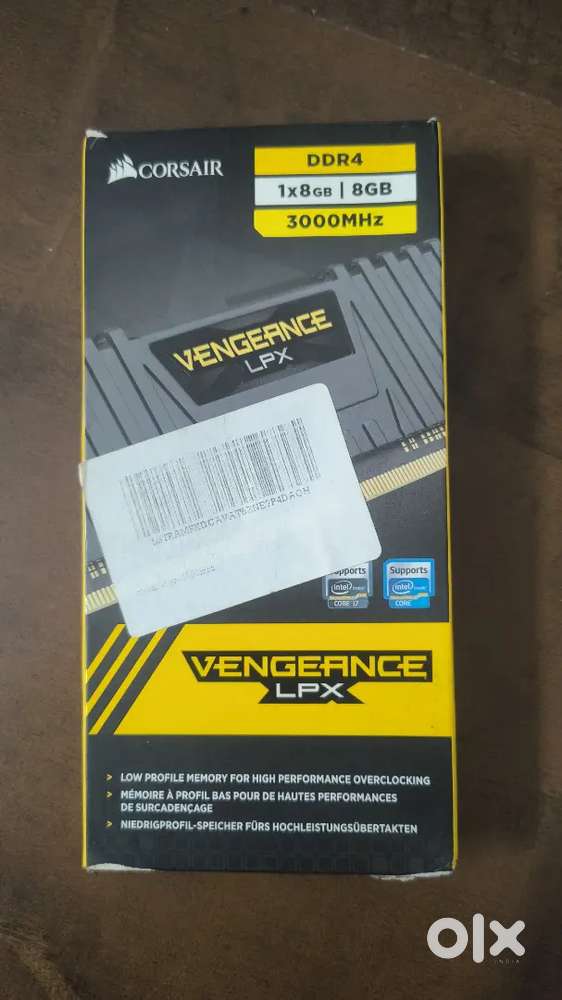 CORSAIR
DDR4
1x8GB | 8GB
3000MHz
VENGEANCE
LPX
Supports
intel
CORE i7
Supports
intel
CORE
VENGEANCE
LPX
> LOW PROFILE MEMORY FOR HIGH PERFORMANCE OVERCLOCKING
> MÉMOIRE À PROFIL BAS POUR DE HAUTES PERFORMANCES
DE SURCADENÇAGE
> NIEDRIGPROFIL-SPEICHER FÜRS HOCHLEISTUNGSÜBERTAKTEN
olx
INDIA